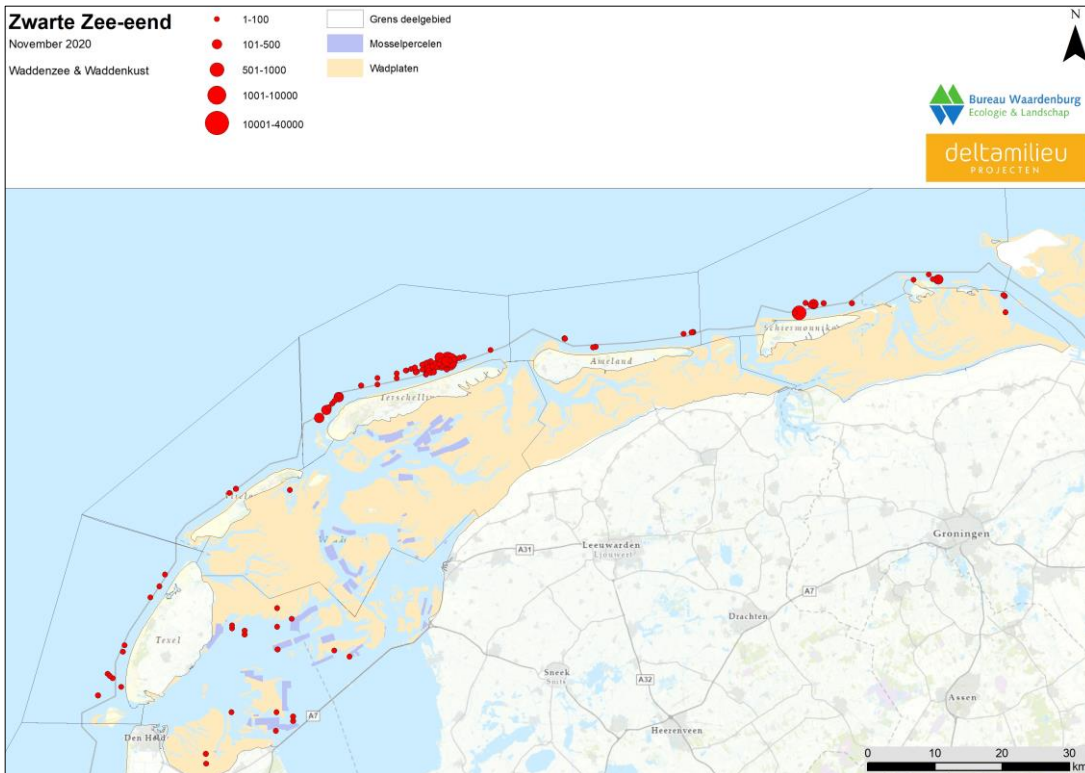 Zwarte Zee-eend
November 2020
Waddenzee & Waddenkust
1-100
101-500
501-1000
1001-10000
10001-40000
Grens deelgebied
Mosselpercelen
Wadplaten
N
Bureau Waardenburg
Ecologie & Landschap
deltamilieu
PROJECTEN
Schiermonnikoog
Ameland
Terschelling
Groningen
A31
Leeuwarden
Ljouwert
A7
Drachten
Texel
Sneek
Snits
A32
Assen
A7
Heerenveen
Den Held
0 10 20 30
km